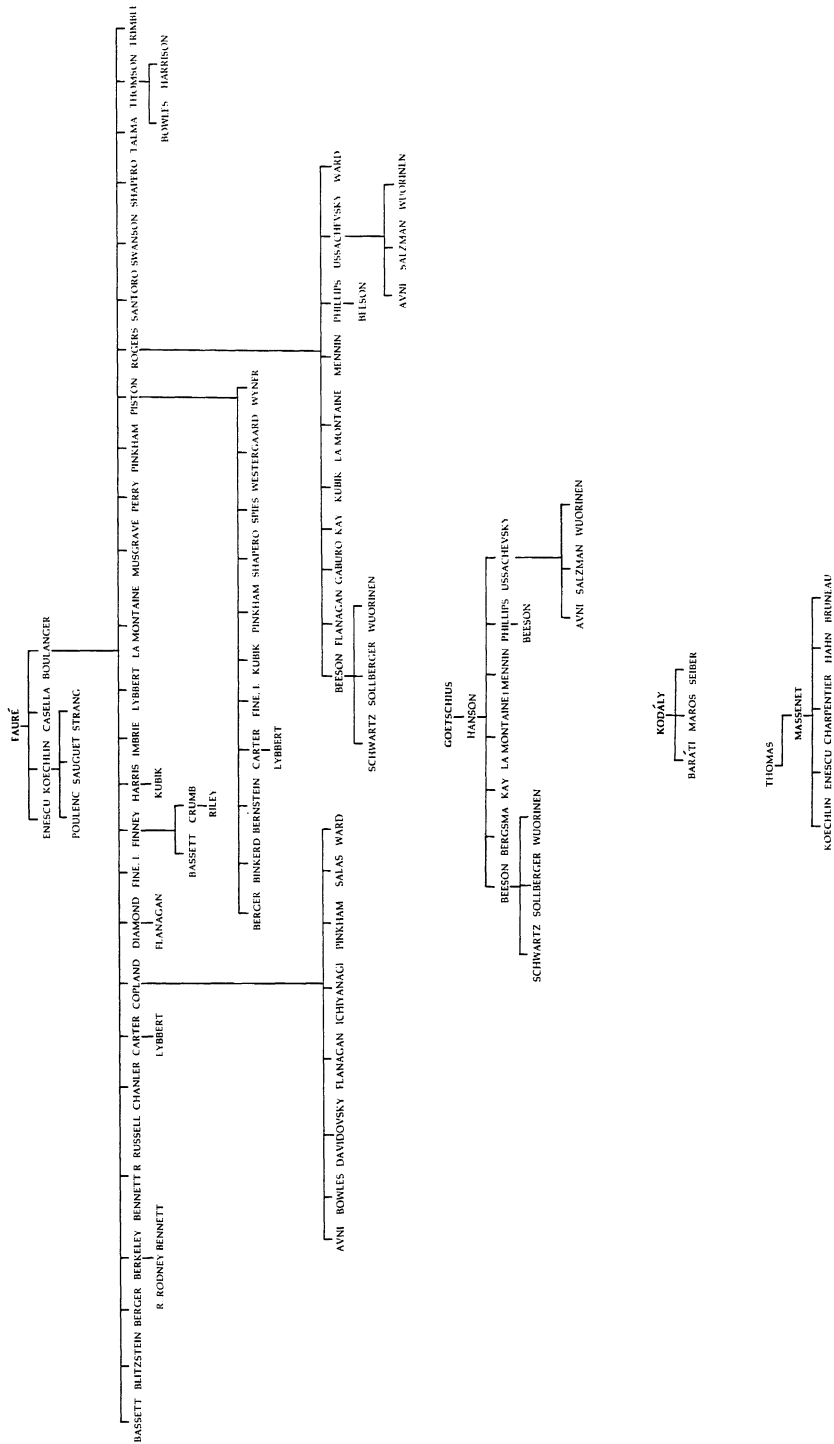 FAURÉ
ENESCU KOECHLIN CASELLA BOULANGER
POULENC SAUGUET STRANG
BASSETT BLITZSTEIN BERGER BERKELEY BENNETT R RUSSELL CHANLER CARTER COPLAND DIAMOND FINE, I FINNEY HARRIS IMBRIE LYBBERT LA MONTAINE MUSGRAVE PERRY PINKHAM PISTON ROGERS SANTORO SWANSON SHAPERO TALMA THOMSON TRIMBLE
R RODNEY BENNETT LYBBERT FLANAGAN BASSETT CRUMB KUBIK BOWLES HARRISON
RILEY
BERGER BINKERD BERNSTEIN CARTER FINE, I. KUBIK PINKHAM SHAPERO SPIES WESTERGAARD WYNER
LYBBERT
AVNI BOWLES DAVIDOVSKY FLANAGAN ICHIYANAGI PINKHAM SALAS WARD
BEESON FLANAGAN GABURO KAY KUBIK LA MONTAINE MENNIN PHILLIPS USSACHEVSKY WARD
BEESON
SCHWARTZ SOLLBERGER WUORINEN
AVNI SALZMAN WUORINEN
GOETSCHIUS
HANSON
BEESON BERGSMA KAY LA MONTAINE MENNIN PHILLIPS USSACHEVSKY
BEESON
SCHWARTZ SOLLBERGER WUORINEN
AVNI SALZMAN WUORINEN
KODÁLY
BARÁTI MAROS SEIBER
THOMAS
MASSENET
KOECHLIN ENESCU CHARPENTIER HAHN BRUNEAU